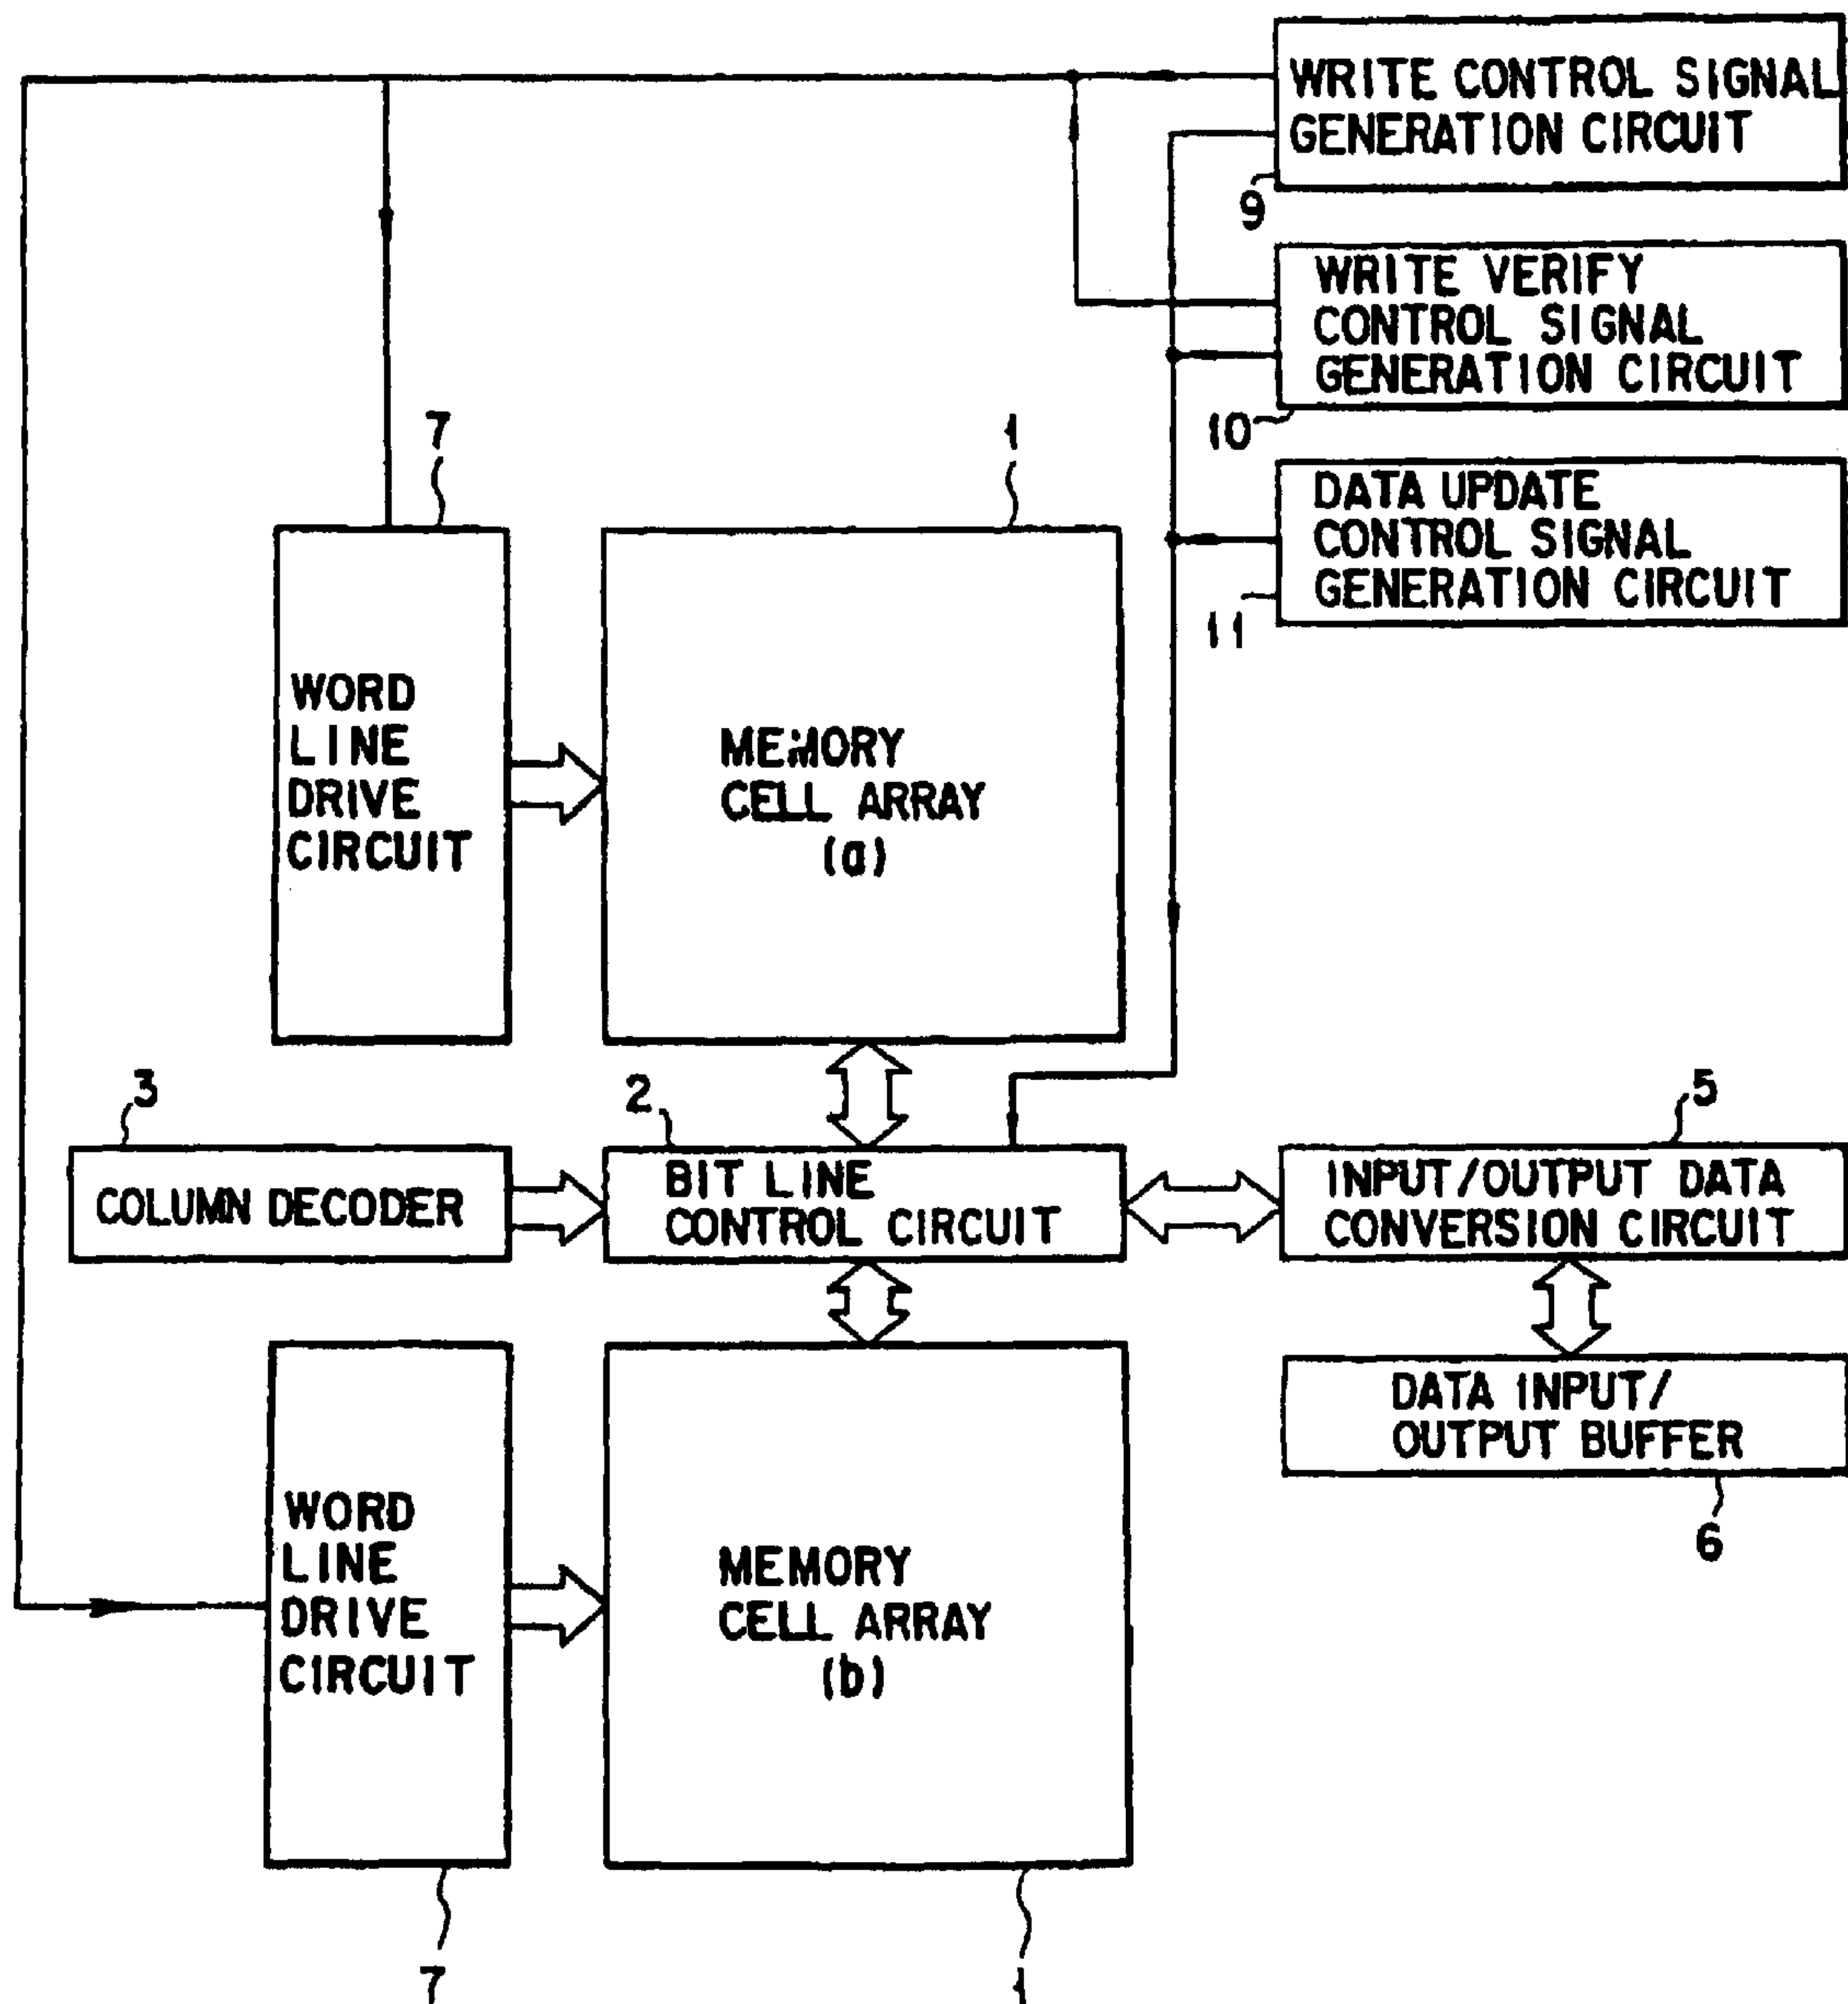 WRITE CONTROL SIGNAL
GENERATION CIRCUIT
9
WRITE VERIFY
CONTROL SIGNAL
GENERATION CIRCUIT
10
DATA UPDATE
CONTROL SIGNAL
GENERATION CIRCUIT
11
7
1
WORD
LINE
DRIVE
CIRCUIT
MEMORY
CELL ARRAY
(a)
3
2
5
COLUMN DECODER
BIT LINE
CONTROL CIRCUIT
INPUT/OUTPUT DATA
CONVERSION CIRCUIT
DATA INPUT/
OUTPUT BUFFER
6
WORD
LINE
DRIVE
CIRCUIT
MEMORY
CELL ARRAY
(b)
7
1